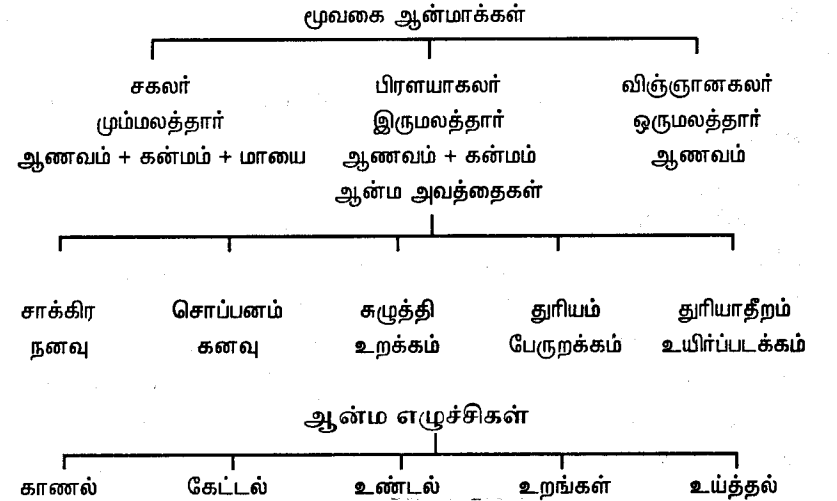 மூவகை ஆன்மாக்கள்
சகலர் பிரளயாகலர் விஞ்ஞானகலர்
மும்மலத்தார் இருமலத்தார் ஒருமலத்தார்
ஆணவம் + கன்மம் + மாயை ஆணவம் + கன்மம் ஆணவம்
ஆன்ம அவத்தைகள்
சாக்கிர சொப்பனம் சுழுத்தி துரியம் துரியாதீறம்
நனவு கனவு உறக்கம் பேருறக்கம் உயிர்ப்படக்கம்
ஆன்ம எழுச்சிகள்
காணல் கேட்டல் உண்டல் உறங்கள் உய்த்தல்